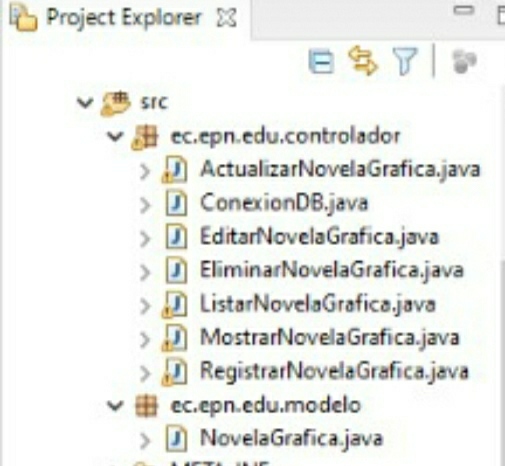 Project Explorer
src
ec.epn.edu.controlador
ActualizarNovelaGrafica.java
ConexionDB.java
EditarNovelaGrafica.java
EliminarNovelaGrafica.java
ListarNovelaGrafica.java
MostrarNovelaGrafica.java
RegistrarNovelaGrafica.java
ec.epn.edu.modelo
NovelaGrafica.java